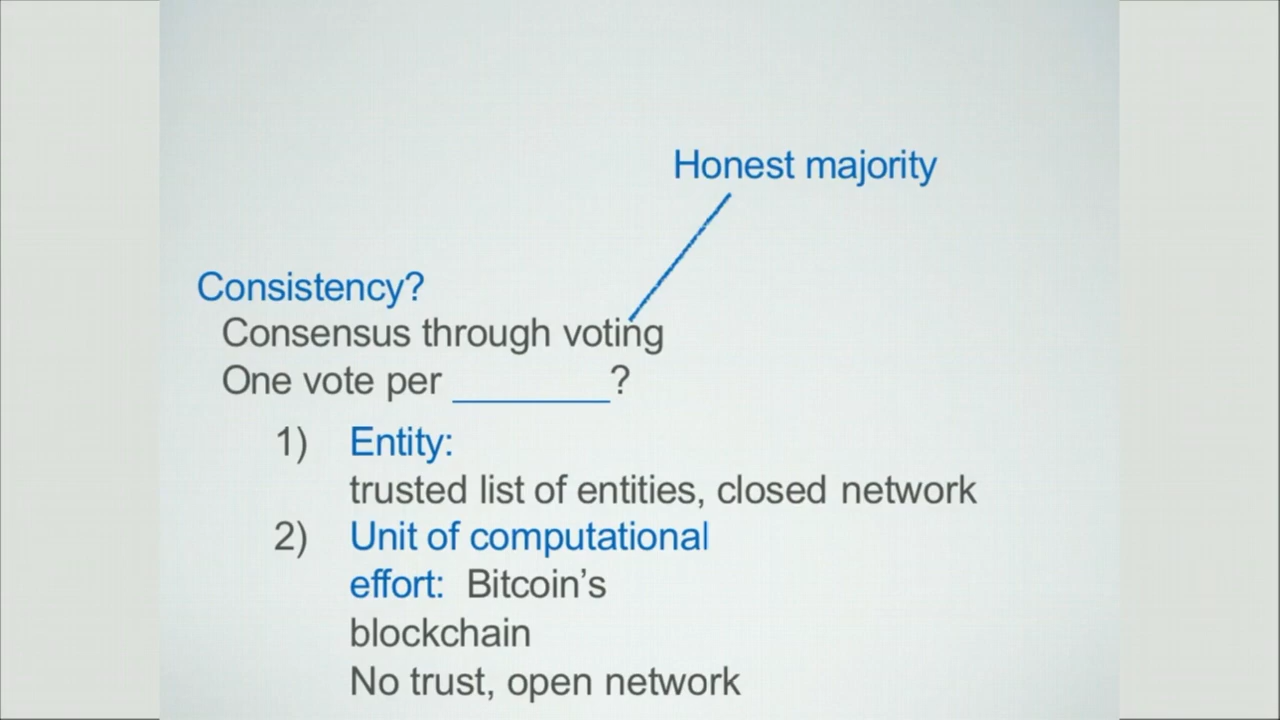 Honest majority
Consistency?
Consensus through voting
One vote per ________?
1) Entity:
trusted list of entities, closed network
2) Unit of computational
effort: Bitcoin’s
blockchain
No trust, open network